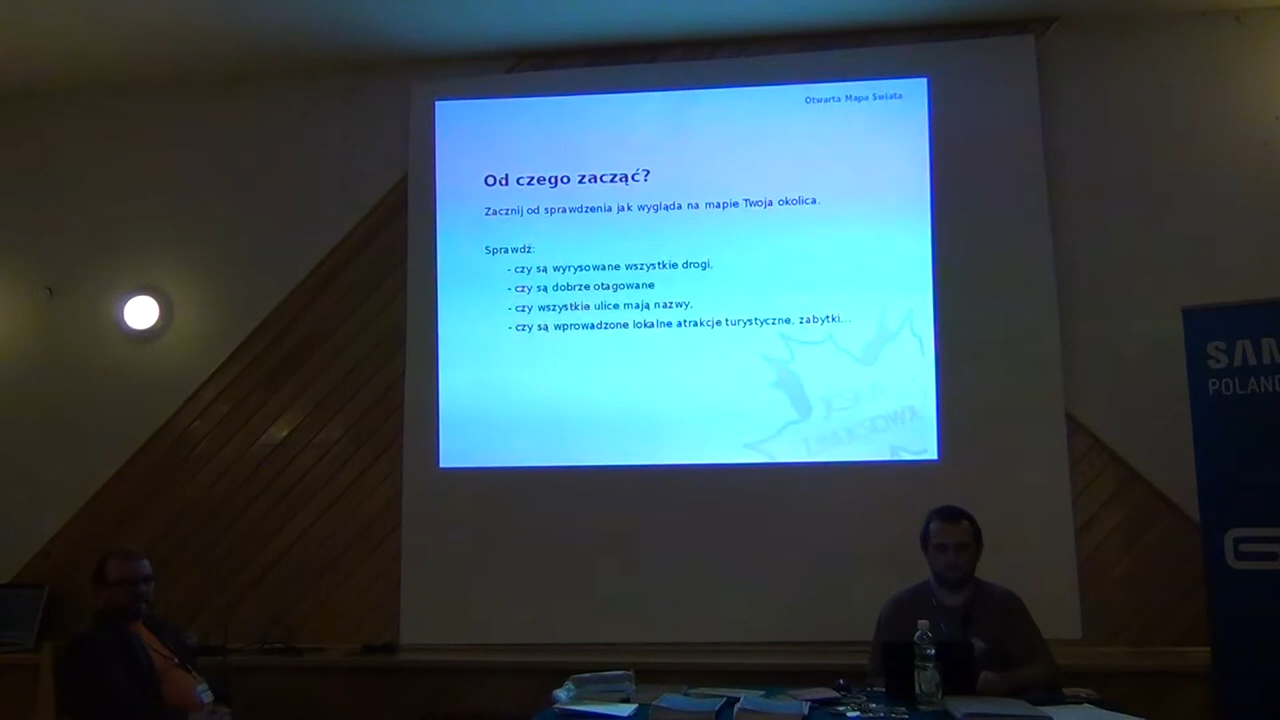 Otwarta Mapa Świata
Od czego zacząć?
Zacznij od sprawdzenia jak wygląda na mapie Twoja okolica.
Sprawdź:
- czy są wyrysowane wszystkie drogi,
- czy są dobrze otagowane
- czy wszystkie ulice mają nazwy,
- czy są wprowadzone lokalne atrakcje turystyczne, zabytki...
POLAND